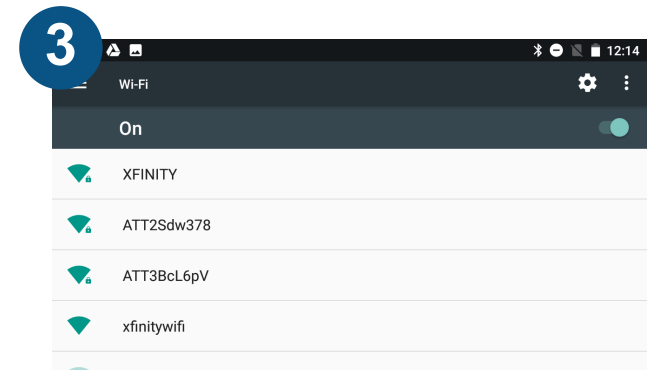 3
12:14
Wi-Fi
On
XFINITY
ATT2Sdw378
ATT3BcL6pV
xfinitywifi